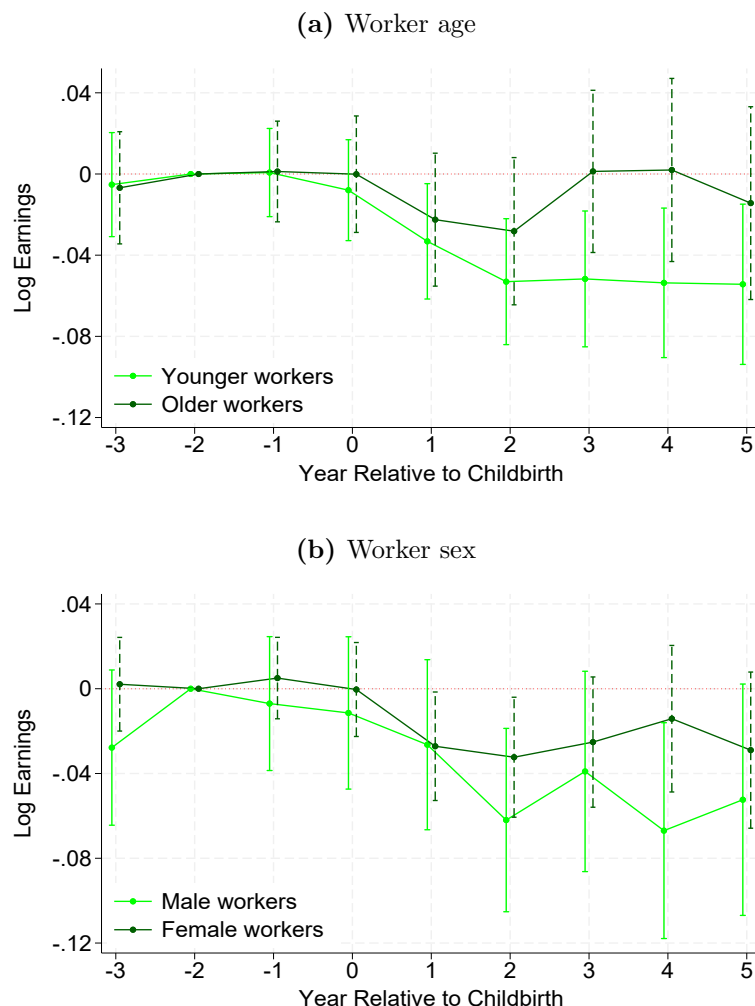 (a) Worker age
Log Earnings
.04
0
-.04
-.08
-.12
Younger workers
Older workers
-3 -2 -1 0 1 2 3 4 5
Year Relative to Childbirth
(b) Worker sex
Log Earnings
.04
0
-.04
-.08
-.12
Male workers
Female workers
-3 -2 -1 0 1 2 3 4 5
Year Relative to Childbirth